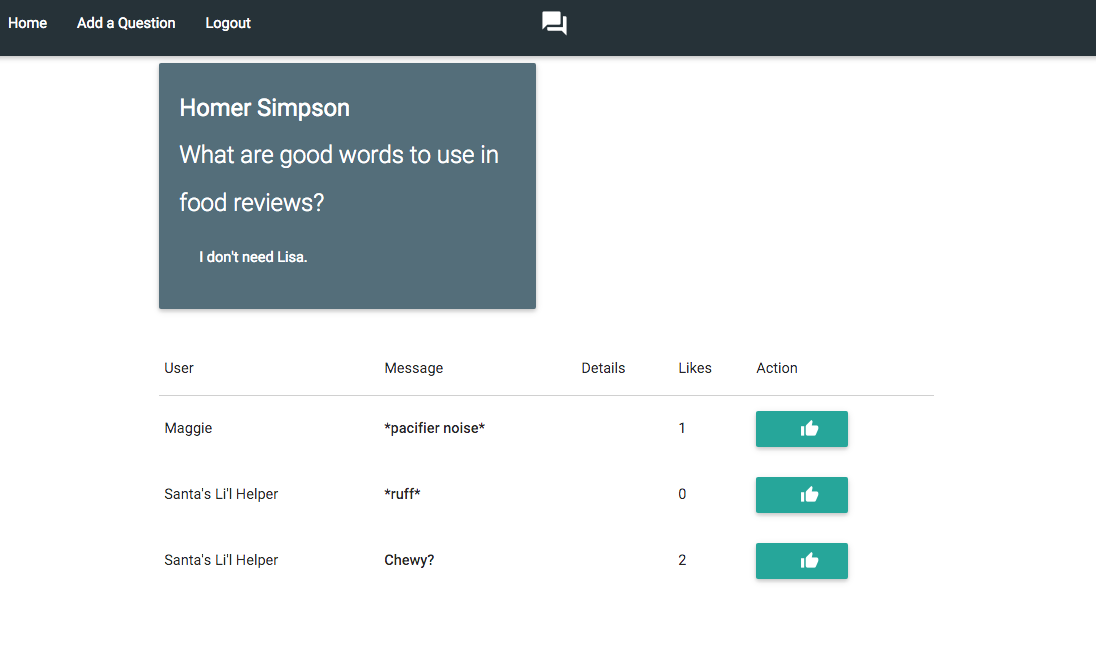 Home Add a Question Logout
Homer Simpson
What are good words to use in
food reviews?
I don't need Lisa.
User Message Details Likes Action
Maggie *pacifier noise* 1
Santa's Li'l Helper *ruff* 0
Santa's Li'l Helper Chewy? 2